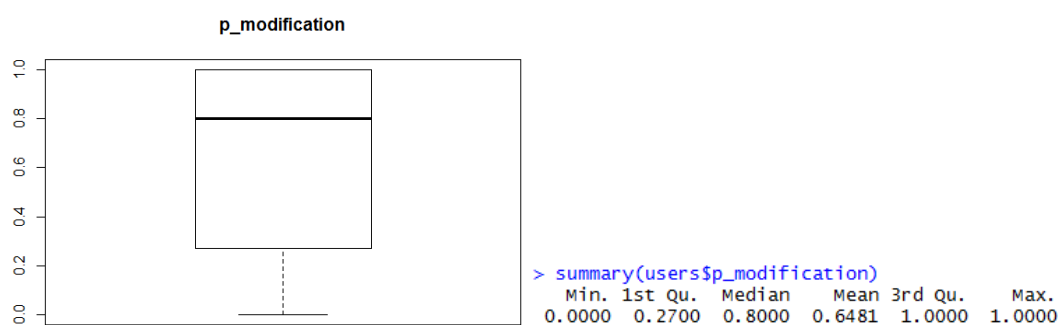 p_modification
1.0
0.8
0.6
0.4
0.2
0.0
> summary(users$p_modification)
Min. 1st Qu. Median Mean 3rd Qu. Max.
0.0000 0.2700 0.8000 0.6481 1.0000 1.0000